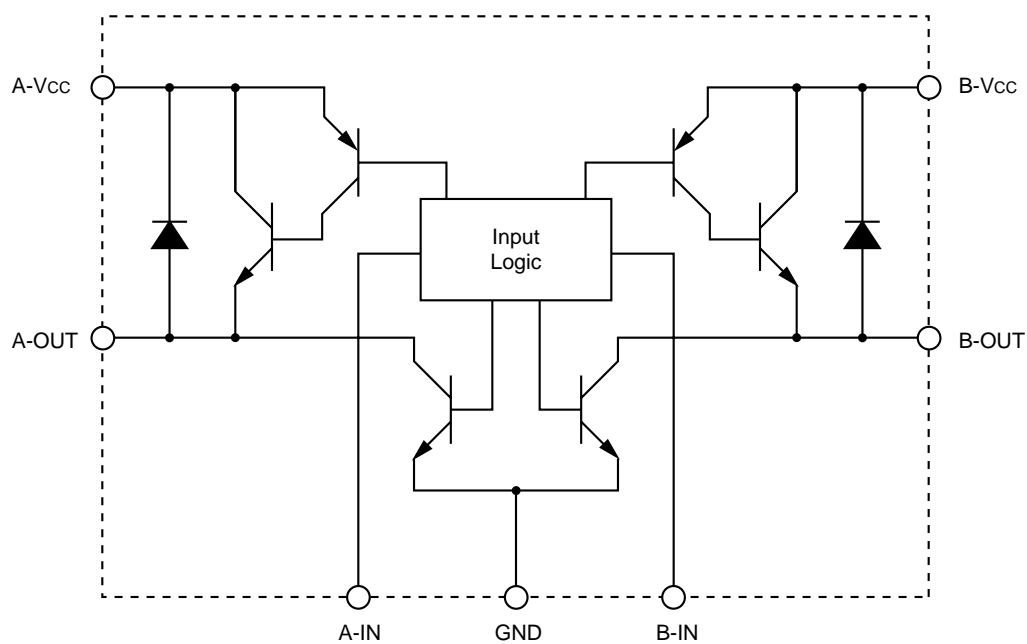 A-VCC
B-VCC
Input
Logic
A-OUT
B-OUT
A-IN
GND
B-IN